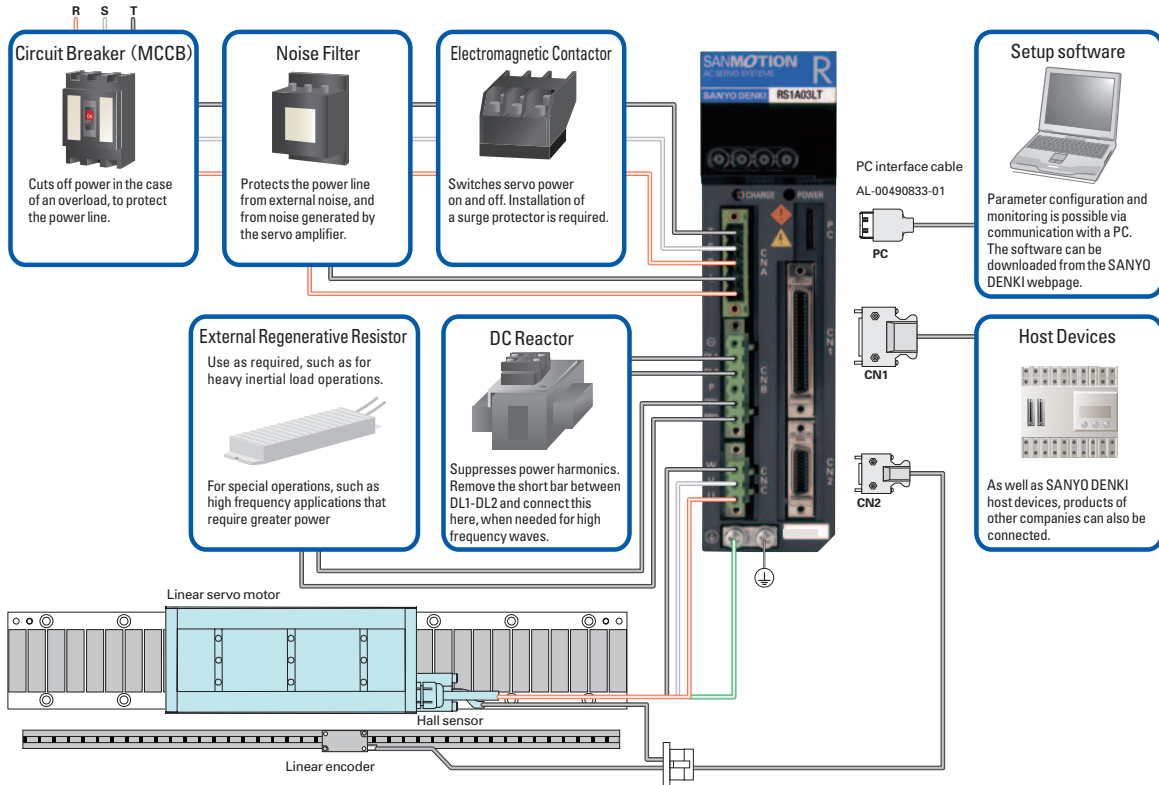 R S T
Circuit Breaker (MCCB)
Cuts off power in the case
of an overload, to protect
the power line.
Noise Filter
Protects the power line
from external noise, and
from noise generated by
the servo amplifier.
Electromagnetic Contactor
Switches servo power
on and off. Installation of
a surge protector is required.
SANMOTION
AC SERVO SYSTEMS
R
SANYO DENKI
RS1A03LT
CHARGE
POWER
PC
CNA
CNB
CNC
CN1
CN2
P
W
V
U
PC interface cable
AL-00490833-01
PC
Setup software
Parameter configuration and
monitoring is possible via
communication with a PC.
The software can be
downloaded from the SANYO
DENKI webpage.
External Regenerative Resistor
Use as required, such as for
heavy inertial load operations.
For special operations, such as
high frequency applications that
require greater power
DC Reactor
Suppresses power harmonics.
Remove the short bar between
DL1-DL2 and connect this
here, when needed for high
frequency waves.
CN1
CN2
Host Devices
As well as SANYO DENKI
host devices, products of
other companies can also be
connected.
Linear servo motor
Hall sensor
Linear encoder